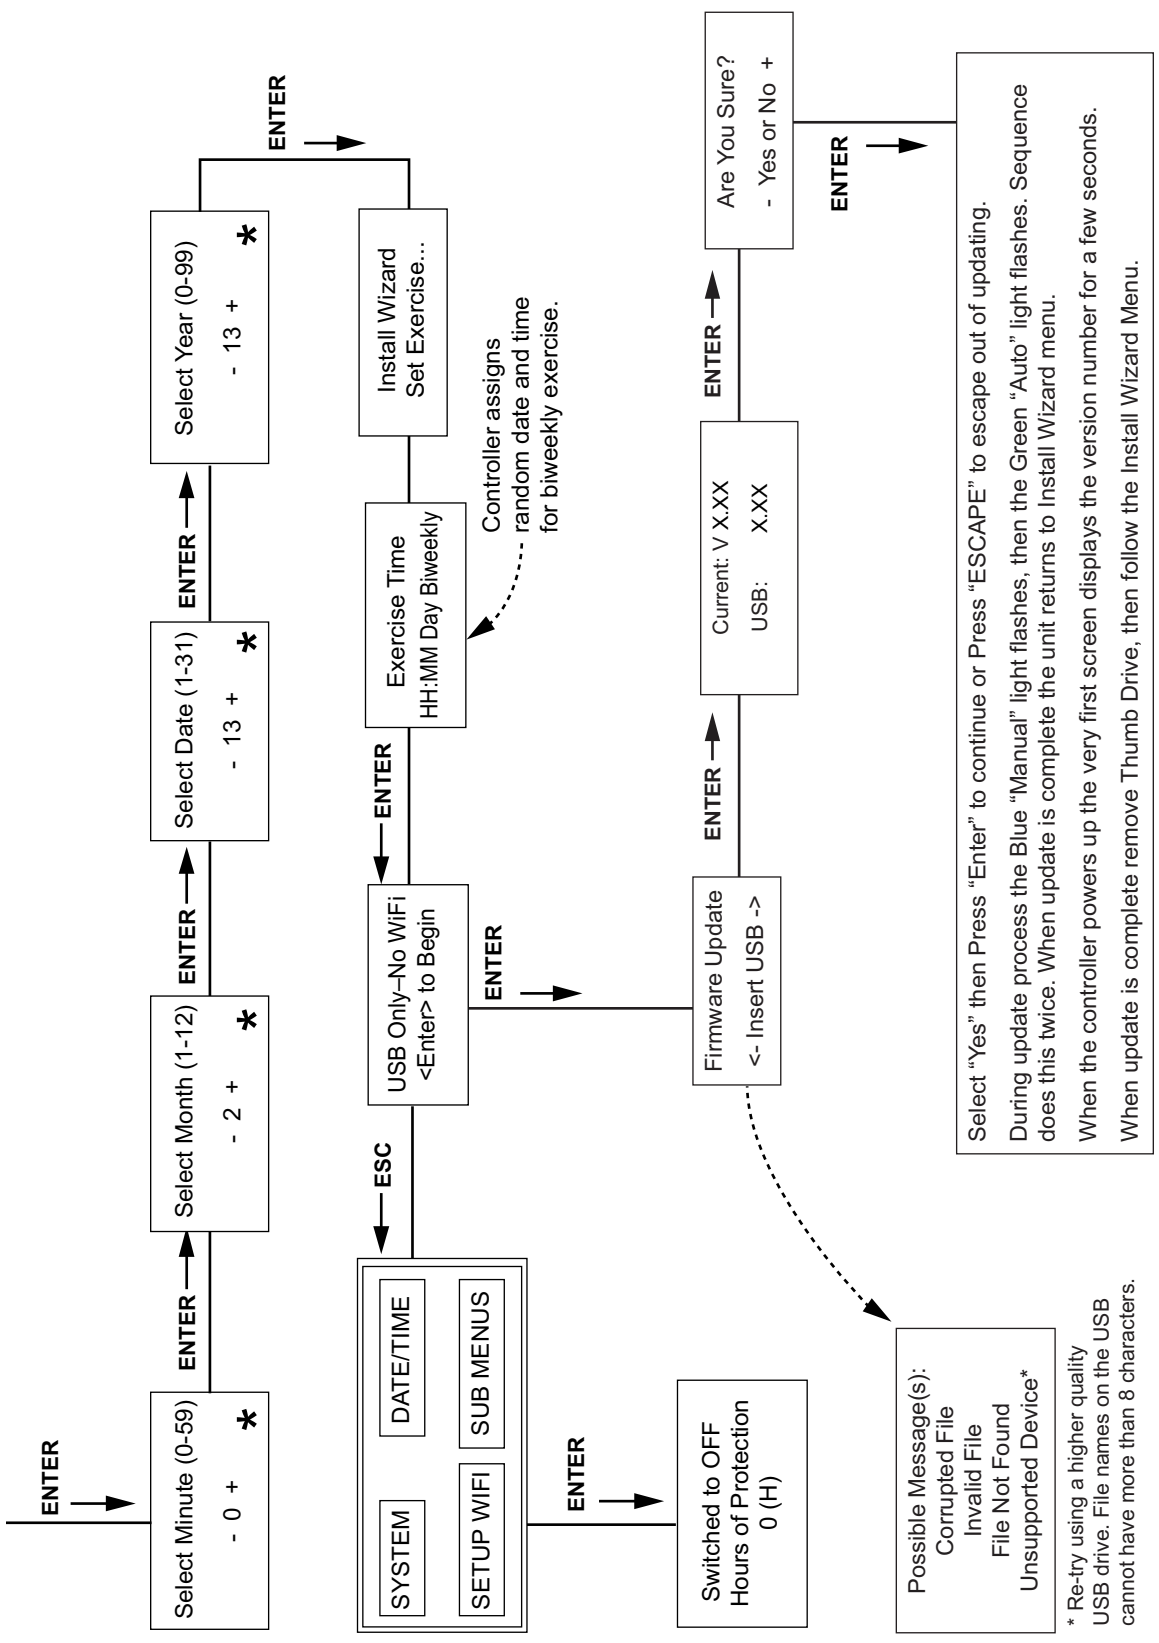 ENTER
Select Minute (0-59)
- 0 +
*
ENTER
Select Month (1-12)
- 2 +
*
ENTER
Select Date (1-31)
- 13 +
*
ENTER
Select Year (0-99)
- 13 +
*
ENTER
Install Wizard
Set Exercise...
Exercise Time
HH:MM Day Biweekly
Controller assigns
random date and time
for biweekly exercise.
ENTER
USB Only–No WiFi
<Enter> to Begin
ESC
SYSTEM
DATE/TIME
SETUP WIFI
SUB MENUS
ENTER
Switched to OFF
Hours of Protection
0 (H)
ENTER
Firmware Update
<- Insert USB ->
ENTER
Current: V X.XX
USB: X.XX
ENTER
Are You Sure?
- Yes or No +
ENTER
Possible Message(s):
Corrupted File
Invalid File
File Not Found
Unsupported Device*
* Re-try using a higher quality
USB drive. File names on the USB
cannot have more than 8 characters.
Select “Yes” then Press “Enter” to continue or Press “ESCAPE” to escape out of updating.
During update process the Blue “Manual” light flashes, then the Green “Auto” light flashes. Sequence
does this twice. When update is complete the unit returns to Install Wizard menu.
When the controller powers up the very first screen displays the version number for a few seconds.
When update is complete remove Thumb Drive, then follow the Install Wizard Menu.